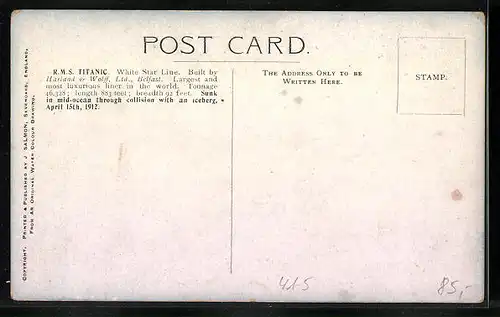 POST CARD.
R.M.S. TITANIC. White Star Line. Built by
Harland & Wolff, Ltd., Belfast. Largest and
most luxurious liner in the world. Tonnage
46,328; length 883 feet; breadth 92 feet. Sunk
in mid-ocean through collision with an iceberg,
April 15th, 1912.
THE ADDRESS ONLY TO BE
WRITTEN HERE.
STAMP.
COPYRIGHT. PRINTED & PUBLISHED BY J. SALMON, SEVENOAKS, ENGLAND.
FROM AN ORIGINAL WATER COLOUR DRAWING.
415
85,-